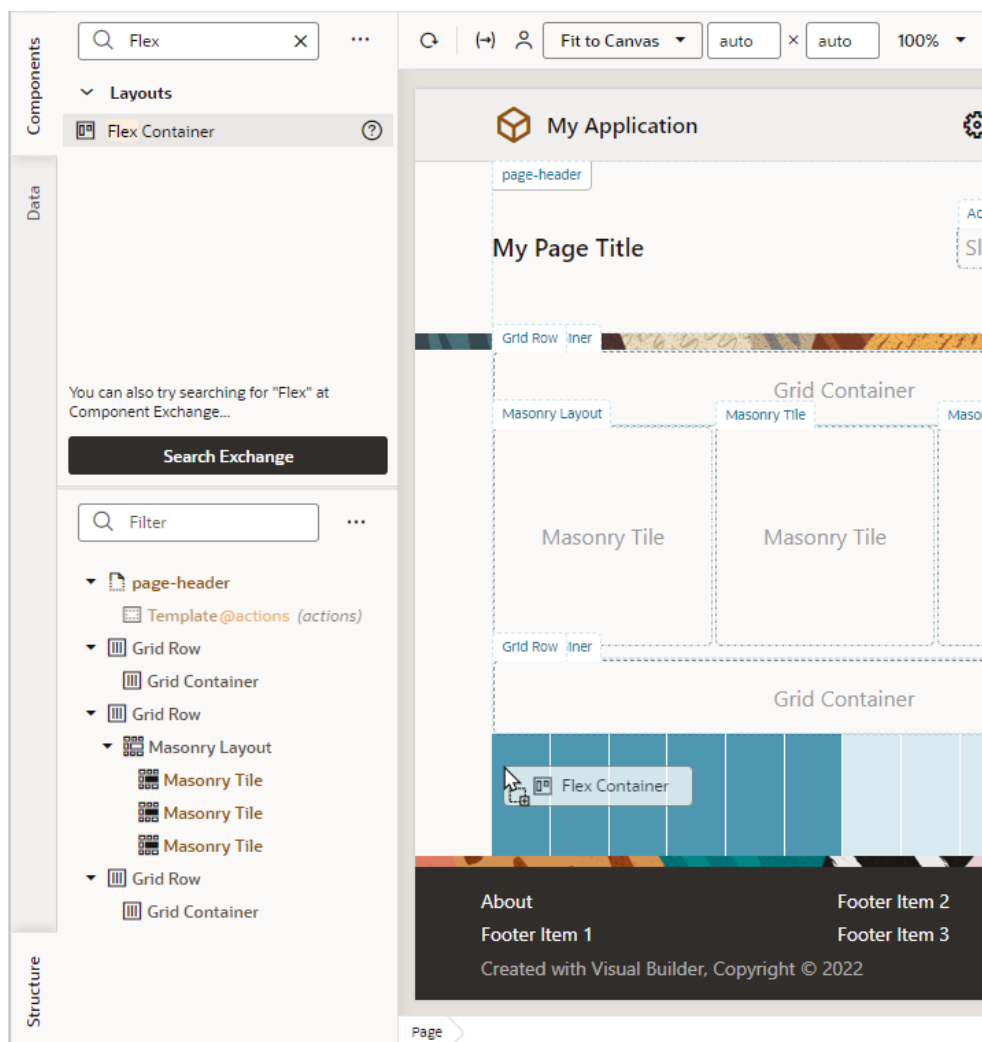 Components
Data
Structure
Flex
Layouts
Flex Container
You can also try searching for "Flex" at
Component Exchange...
Search Exchange
Filter
page-header
Template@actions (actions)
Grid Row
Grid Container
Grid Row
Masonry Layout
Masonry Tile
Masonry Tile
Masonry Tile
Grid Row
Grid Container
Fit to Canvas auto × auto 100%
My Application
page-header
My Page Title
Grid Row
Grid Container
Masonry Layout Masonry Tile
Masonry Tile Masonry Tile
Grid Row
Grid Container
Flex Container
About Footer Item 2
Footer Item 1 Footer Item 3
Created with Visual Builder, Copyright © 2022
Page